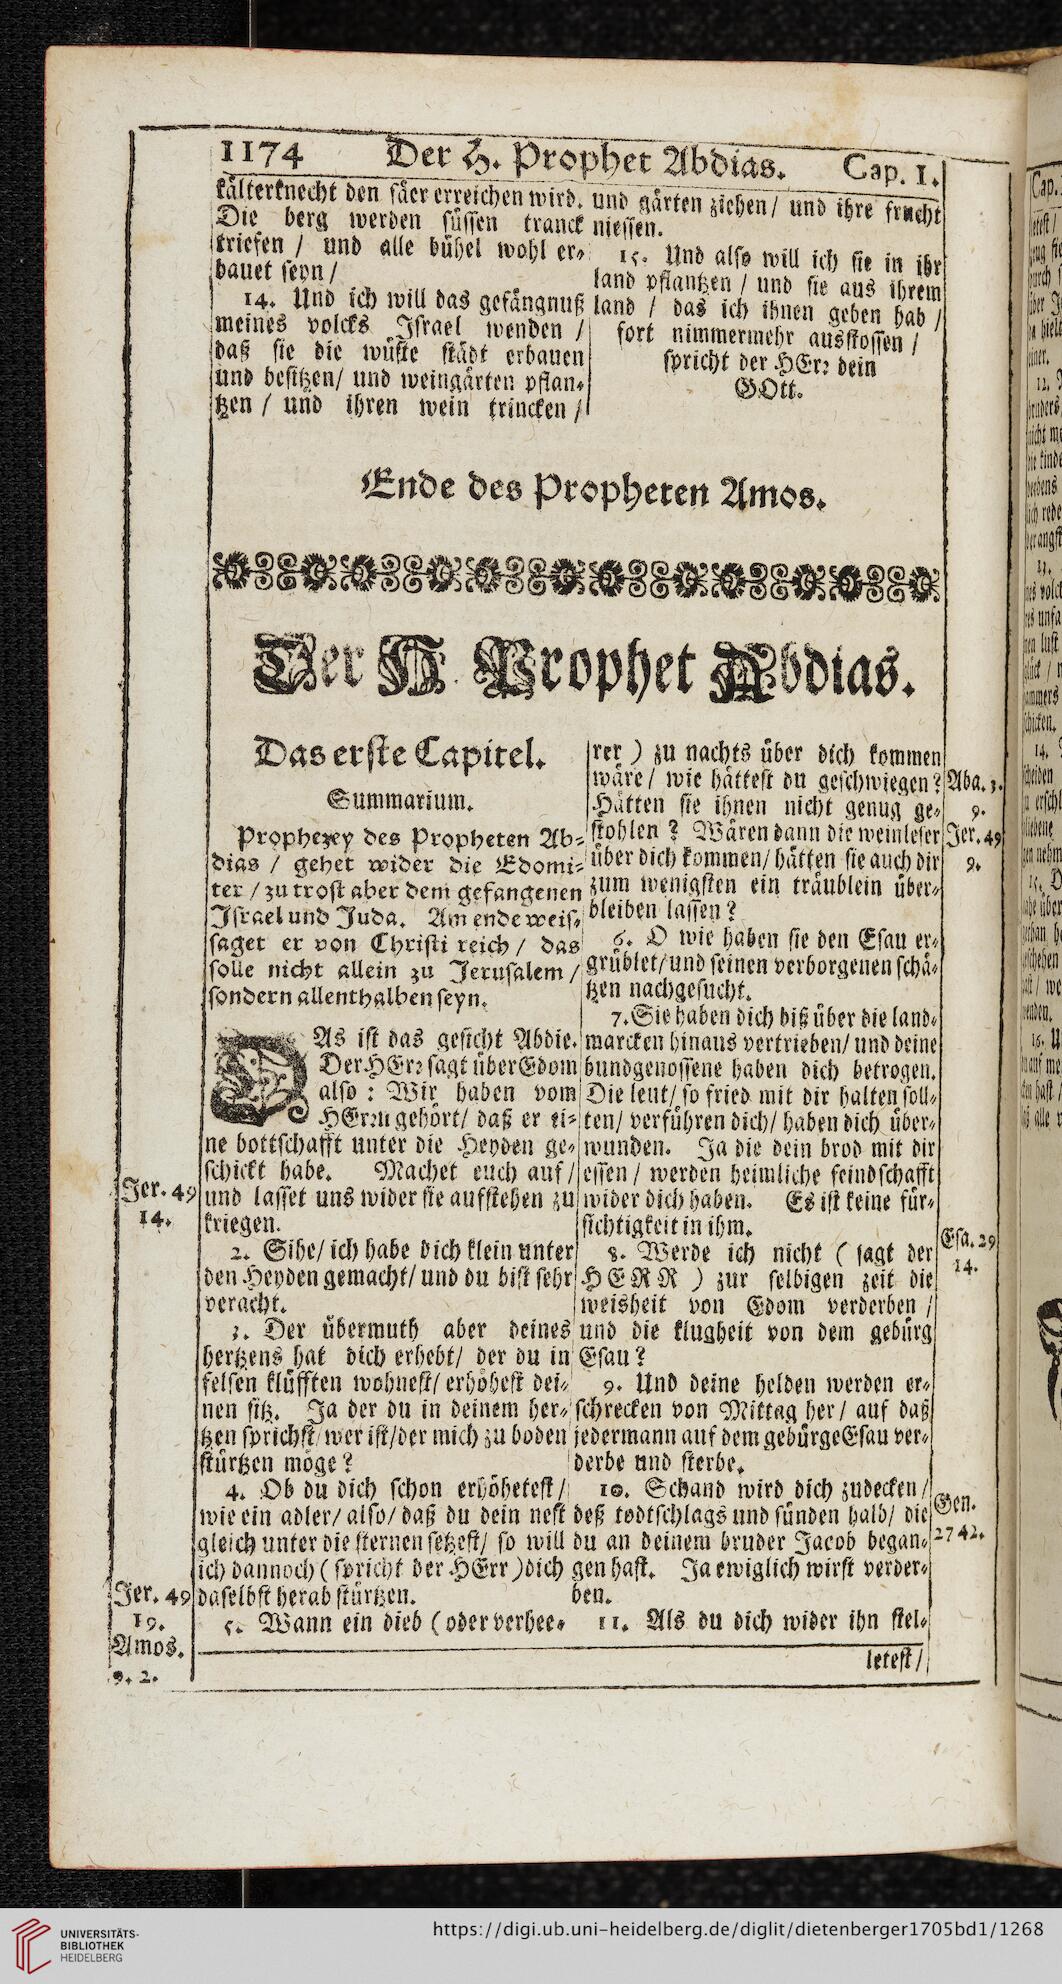 1174 Der H. Prophet Abdias. Cap. 1.
kälterknecht den säer erreichen wird.
Die berg werden süssen tranck
triefen / und alle bühel wohl er-
bauet seyn /
14. Und ich will das gefängnuß
meines volcks Israel wenden /
daß sie die wüste städt erbauen
und besitzen / und weingärten pflan-
tzen / und ihren wein trincken /
und gärten ziehen / und ihre frucht
niessen.
15. Und also will ich sie in ihr
land pflantzen / und sie aus ihrem
land / das ich ihnen geben hab /
fort nimmermehr ausstossen /
spricht der HErr dein
GOtt.
Ende des Propheten Amos.
Der H. Prophet Abdias.
Das erste Capitel.
Summarium.
Prophezey des Propheten Ab-
dias / gehet wider die Edomi-
ter / zu trost aber dem gefangenen
Israel und Juda. Am ende weis-
saget er von Christi reich / das
solle nicht allein zu Jerusalem /
sondern allenthalben seyn.
DAs ist das gesicht Abdie.
Der HErr sagt über Edom
also : Wir haben vom
HErrn gehört / daß er ei-
ne bottschafft unter die Heyden ge-
schickt habe. Machet euch auf /
und lasset uns wider sie aufstehen zu
kriegen.
2. Sihe / ich habe dich klein unter
den Heyden gemacht / und du bist sehr
veracht.
3. Der übermuth aber deines
hertzens hat dich erhebt / der du in
felsen klüfften wohnest / erhöhest dei-
nen sitz. Ja der du in deinem her-
tzen sprichst / wer ist / der mich zu boden
stürtzen möge ?
4. Ob du dich schon erhöhetest /
wie ein adler / also / daß du dein nest
gleich unter die sternen setzest / so will
ich dannoch ( spricht der HErr ) dich
daselbst herab stürtzen.
5. Wann ein dieb ( oder verhee-
Jer. 49
14.
Jer. 49
19.
Amos.
9. 2.
rer ) zu nachts über dich kommen
wäre / wie hättest du geschwiegen ?
Hätten sie ihnen nicht genug ge-
stohlen ? Wären dann die weinleser
über dich kommen / hätten sie auch dir
zum wenigsten ein träublein über-
bleiben lassen ?
6. O wie haben sie den Esau er-
grüblet / und seinen verborgenen schä-
tzen nachgesucht.
7. Sie haben dich biß über die land-
marcken hinaus vertrieben / und deine
bundgenossene haben dich betrogen.
Die leut / so fried mit dir halten soll-
ten / verführen dich / haben dich über-
wunden. Ja die dein brod mit dir
essen / werden heimliche feindschafft
wider dich haben. Es ist keine für-
sichtigkeit in ihm.
8. Werde ich nicht ( sagt der
HERR ) zur selbigen zeit die
weisheit von Edom verderben /
und die klugheit von dem gebürg
Esau ?
9. Und deine helden werden er-
schrecken von Mittag her / auf daß
jedermann auf dem gebürge Esau ver-
derbe und sterbe.
10. Schand wird dich zudecken /
deß todtschlags und sünden halb / die
du an deinem bruder Jacob began-
gen hast. Ja ewiglich wirst verder-
ben.
11. Als du dich wider ihn stel-
letest /
Aba. 3.
9.
Jer. 49
9.
Esa. 29
14.
Gen.
27 42.
UNIVERSITÄTS-
BIBLIOTHEK
HEIDELBERG
https://digi.ub.uni-heidelberg.de/diglit/dietenberger1705bd1/1268